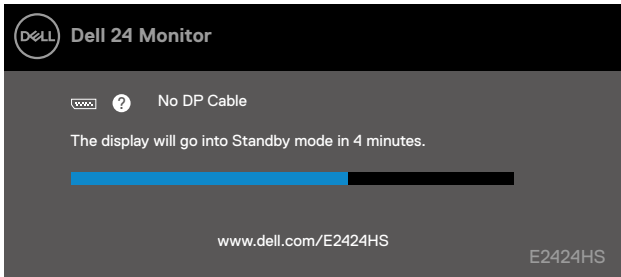 DELL Dell 24 Monitor
? No DP Cable
The display will go into Standby mode in 4 minutes.
www.dell.com/E2424HS
E2424HS